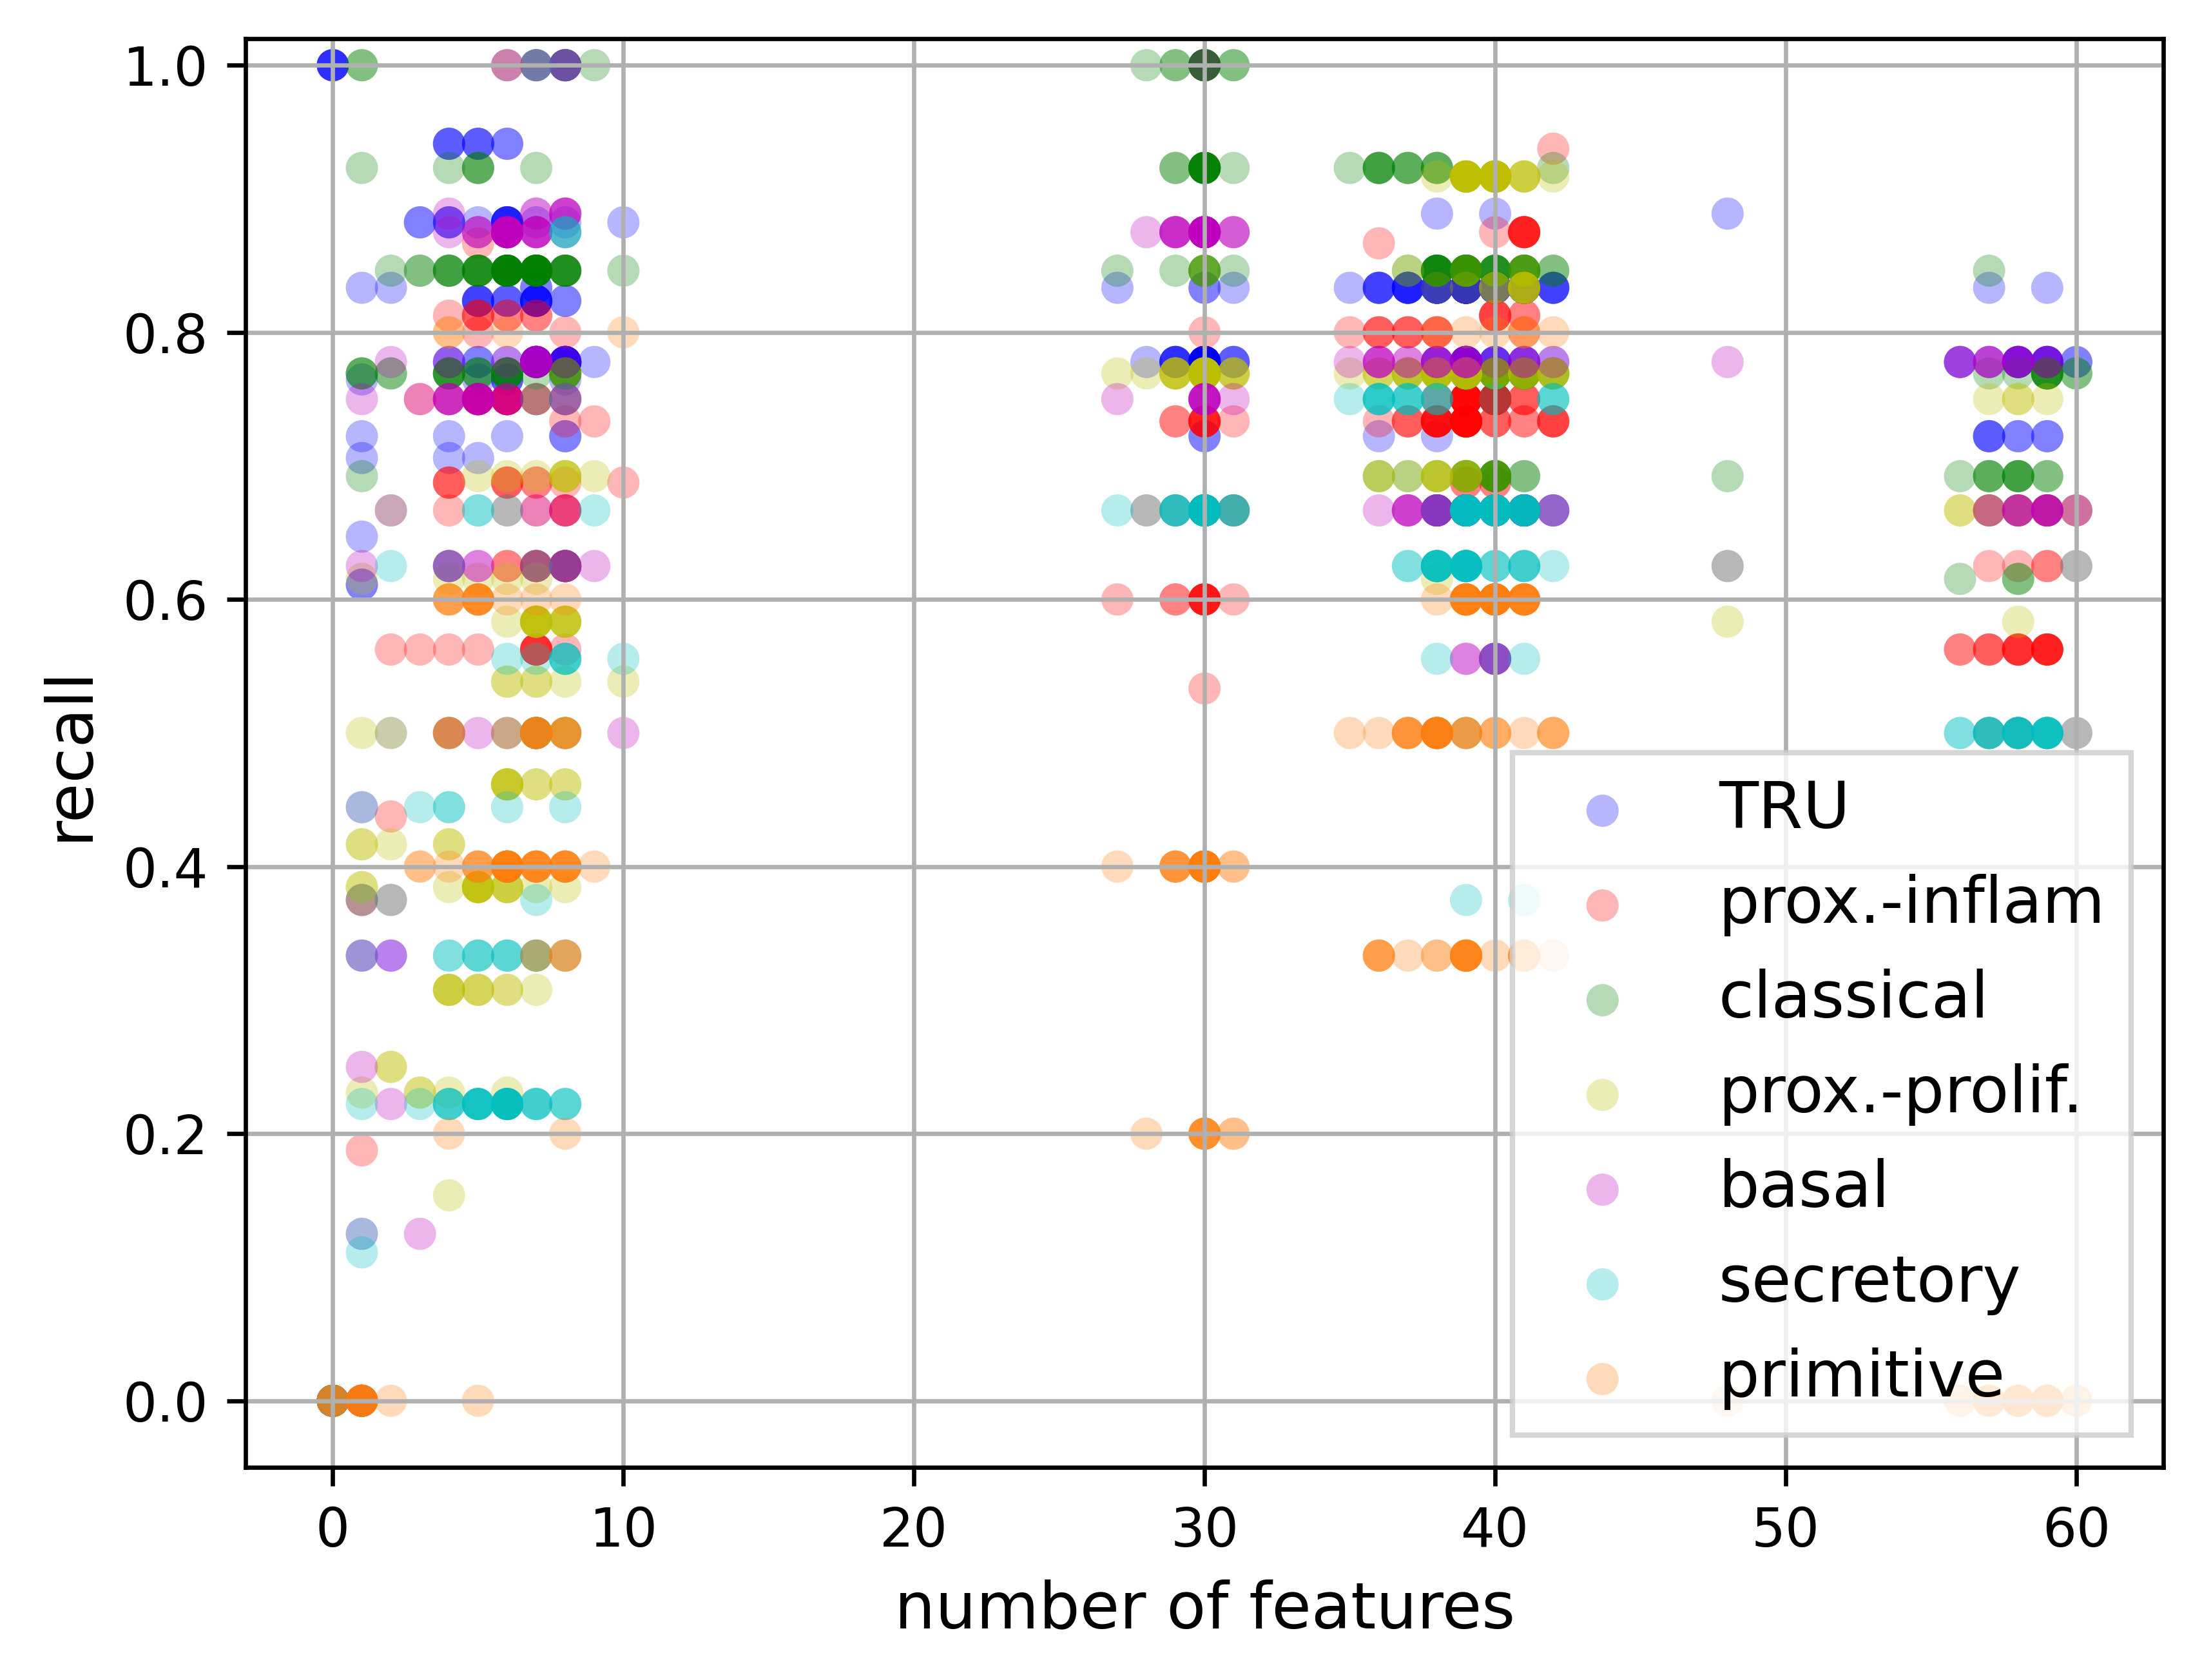 1.0
0.8
0.6
0.4
0.2
0.0
recall
0 10 20 30 40 50 60
number of features
TRU
prox.-inflam
classical
prox.-prolif.
basal
secretory
primitive